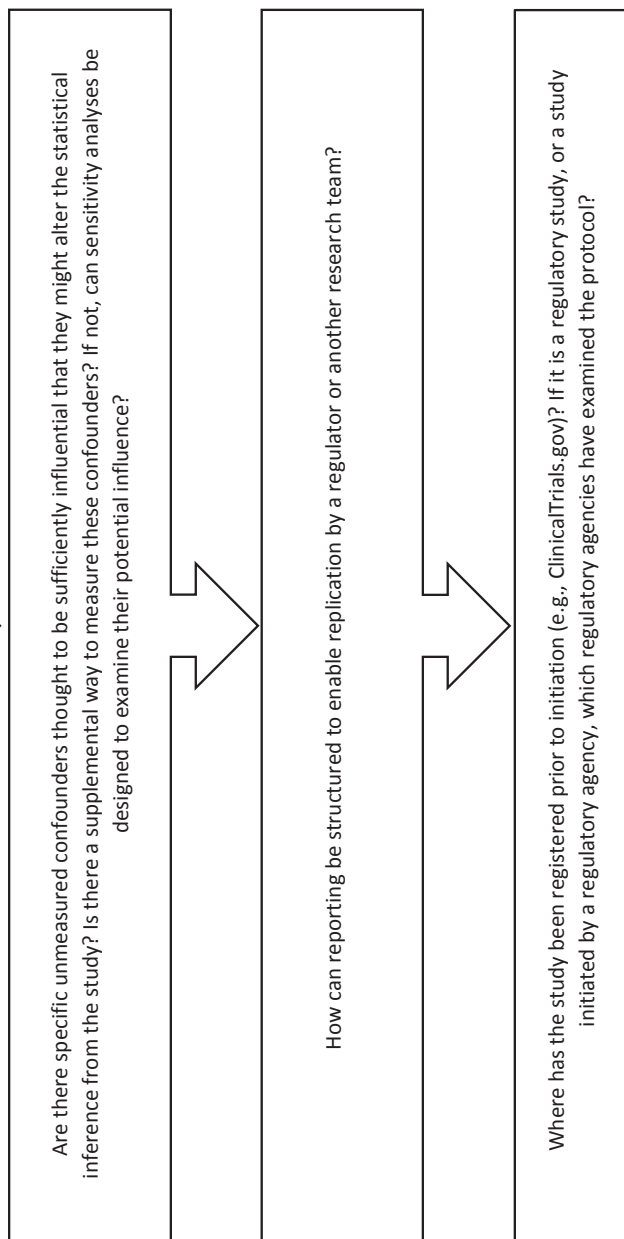 Are there specific unmeasured confounders thought to be sufficiently influential that they might alter the statistical
inference from the study? Is there a supplemental way to measure these confounders? If not, can sensitivity analyses be
designed to examine their potential influence?
How can reporting be structured to enable replication by a regulator or another research team?
Where has the study been registered prior to initiation (e.g., ClinicalTrials.gov)? If it is a regulatory study, or a study
initiated by a regulatory agency, which regulatory agencies have examined the protocol?